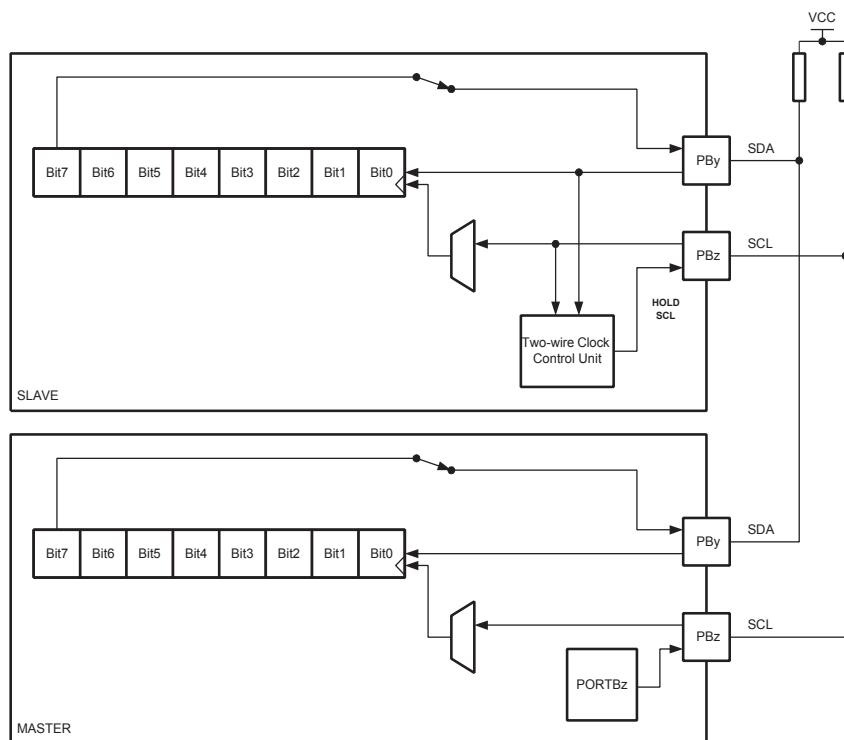 VCC
Bit7 Bit6 Bit5 Bit4 Bit3 Bit2 Bit1 Bit0
PBy
SDA
PBz
SCL
HOLD
SCL
Two-wire Clock
Control Unit
SLAVE
Bit7 Bit6 Bit5 Bit4 Bit3 Bit2 Bit1 Bit0
PBy
SDA
PBz
SCL
PORTBz
MASTER